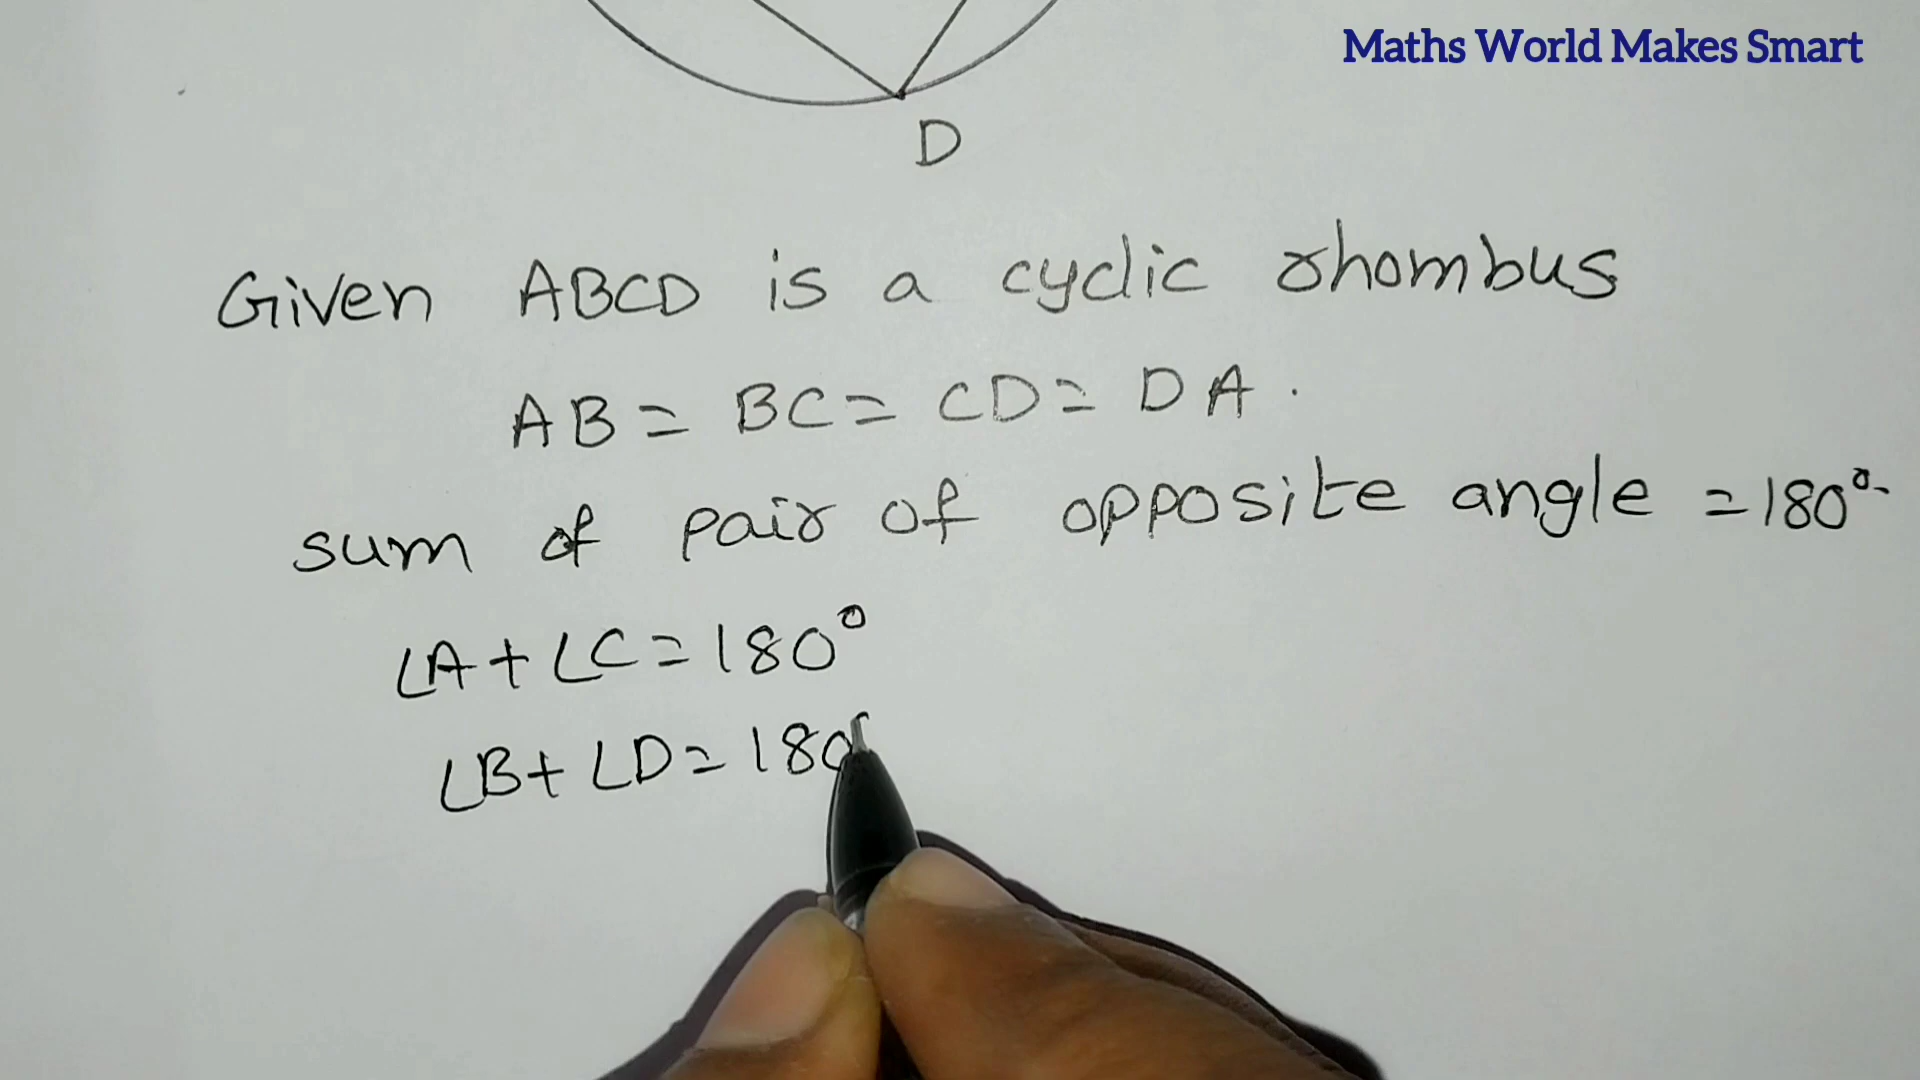 Maths World Makes Smart
D
Given ABCD is a cyclic rhombus
AB = BC = CD = DA.
sum of pair of opposite angle = 180°.
∠A + ∠C = 180°
∠B + ∠D = 180°